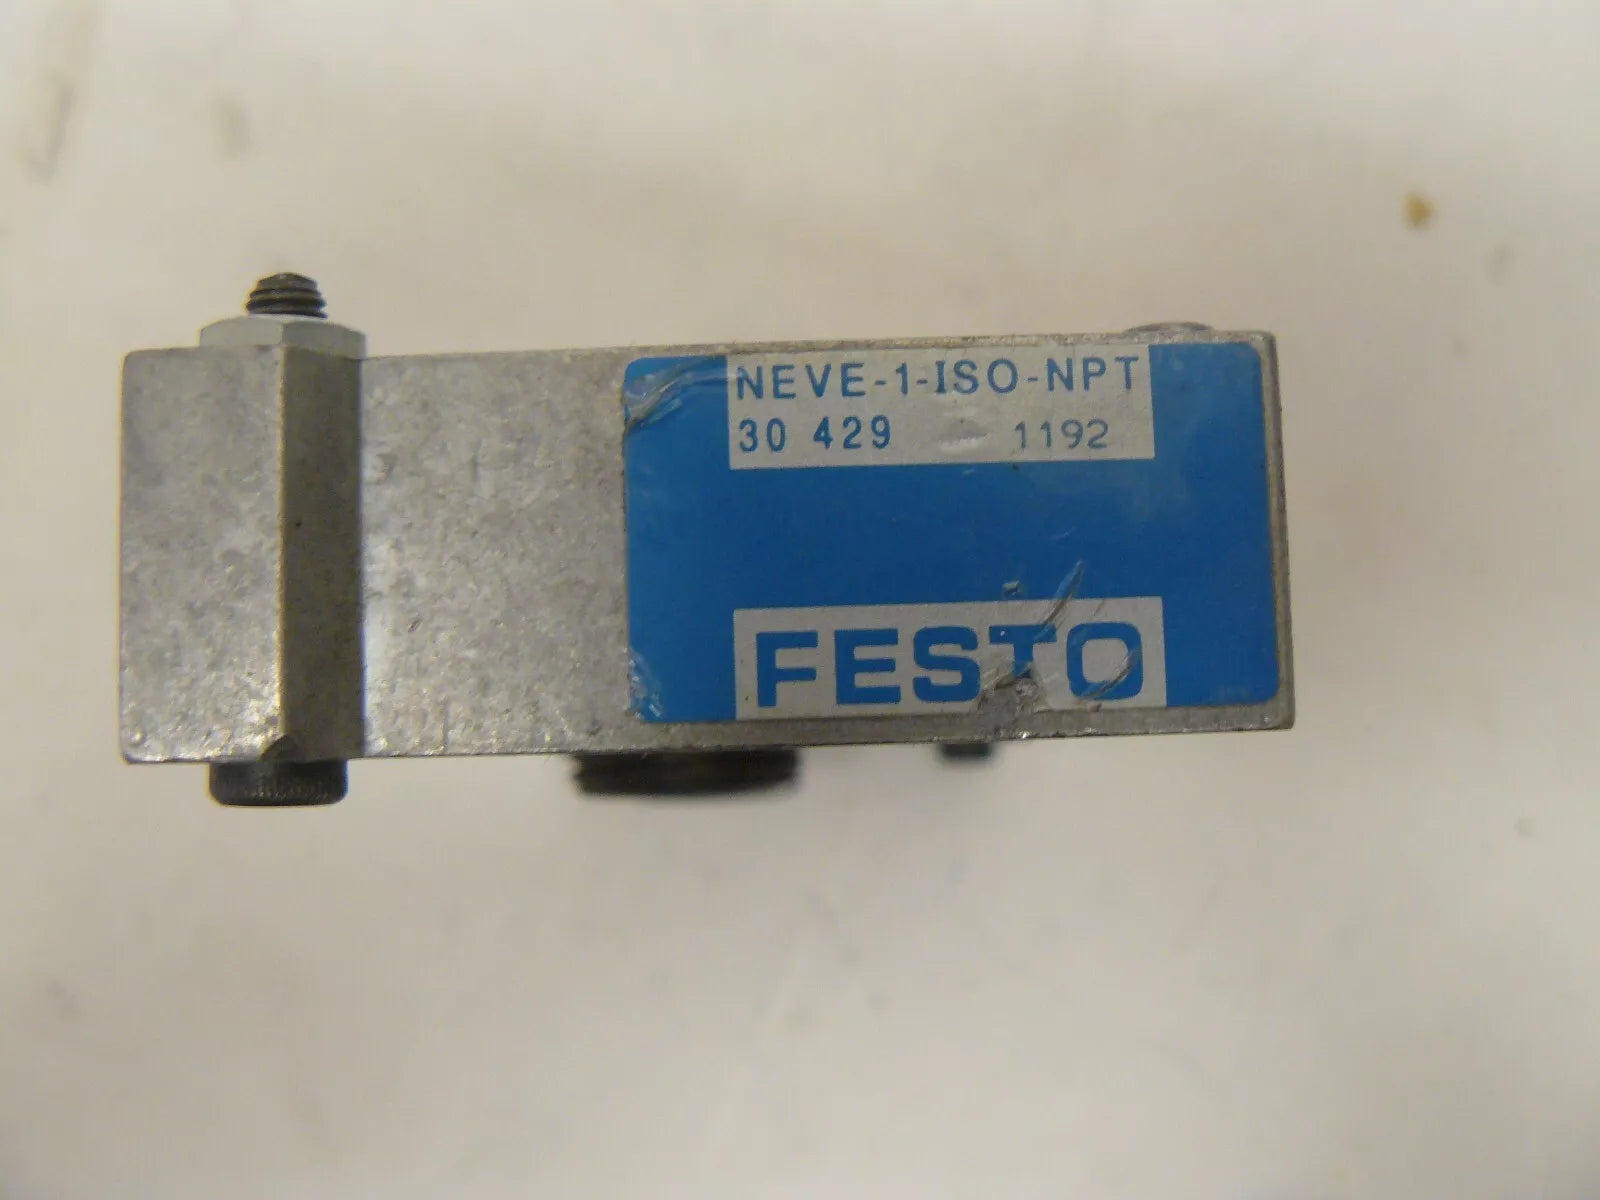 NEVE-1-ISO-NPT
30 429 1192
FESTO